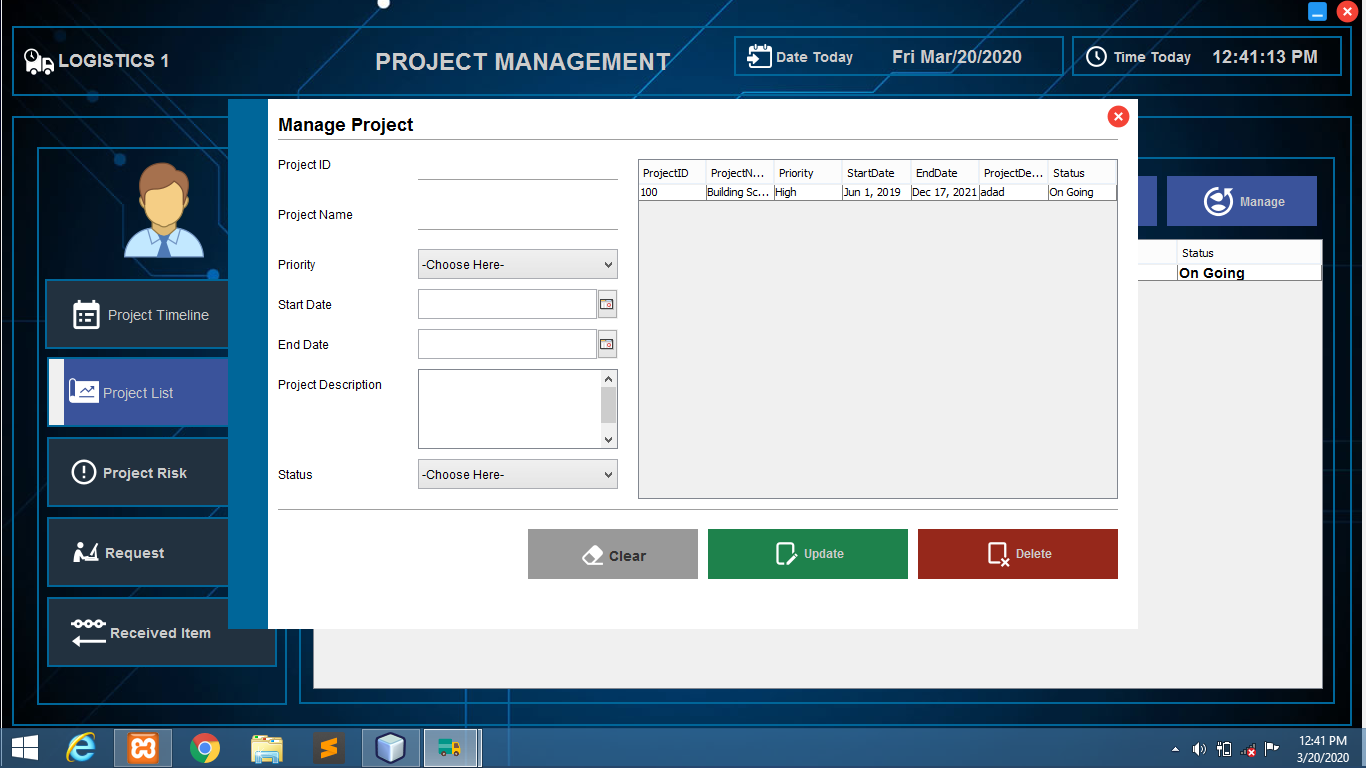 LOGISTICS 1
PROJECT MANAGEMENT
Date Today Fri Mar/20/2020
Time Today 12:41:13 PM
Manage Project
Project ID
Project Name
Priority -Choose Here-
Start Date
End Date
Project Description
Status -Choose Here-
ProjectID ProjectN... Priority StartDate EndDate ProjectDe... Status
100 Building Sc... High Jun 1, 2019 Dec 17, 2021 adad On Going
Clear Update Delete
Manage
Status
On Going
Project Timeline
Project List
Project Risk
Request
Received Item
12:41 PM
3/20/2020